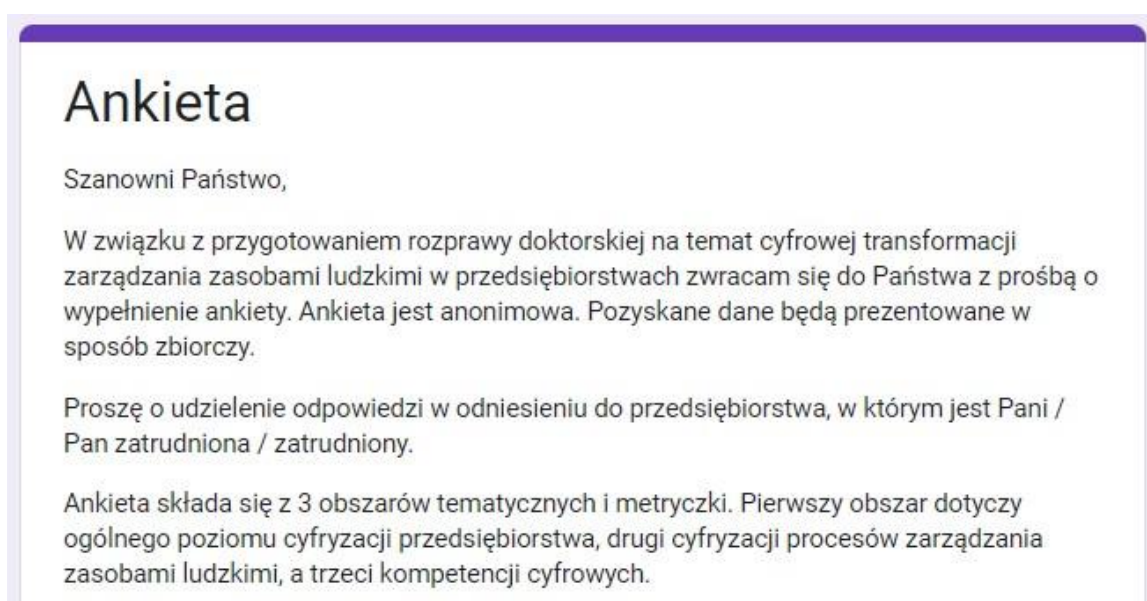 Ankieta
Szanowni Państwo,
W związku z przygotowaniem rozprawy doktorskiej na temat cyfrowej transformacji
zarządzania zasobami ludzkimi w przedsiębiorstwach zwracam się do Państwa z prośbą o
wypełnienie ankiety. Ankieta jest anonimowa. Pozyskane dane będą prezentowane w
sposób zbiorczy.
Proszę o udzielenie odpowiedzi w odniesieniu do przedsiębiorstwa, w którym jest Pani /
Pan zatrudniona / zatrudniony.
Ankieta składa się z 3 obszarów tematycznych i metryczki. Pierwszy obszar dotyczy
ogólnego poziomu cyfryzacji przedsiębiorstwa, drugi cyfryzacji procesów zarządzania
zasobami ludzkimi, a trzeci kompetencji cyfrowych.